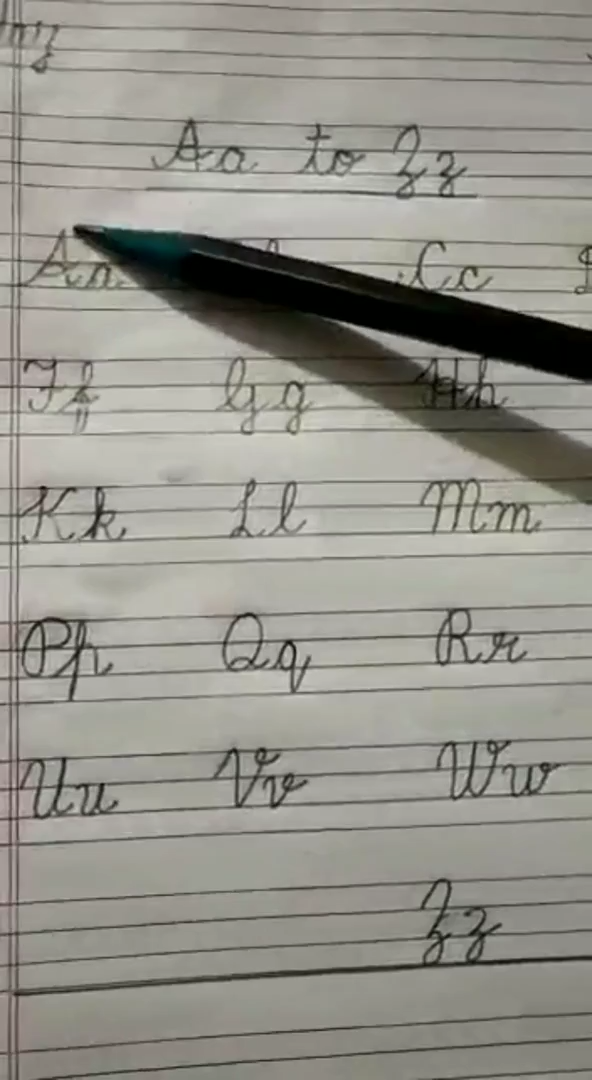 Aa to Zz
Aa Cc
Ff Gg Hh
Kk Ll Mm
Pp Qq Rr
Uu Vv Ww
Zz